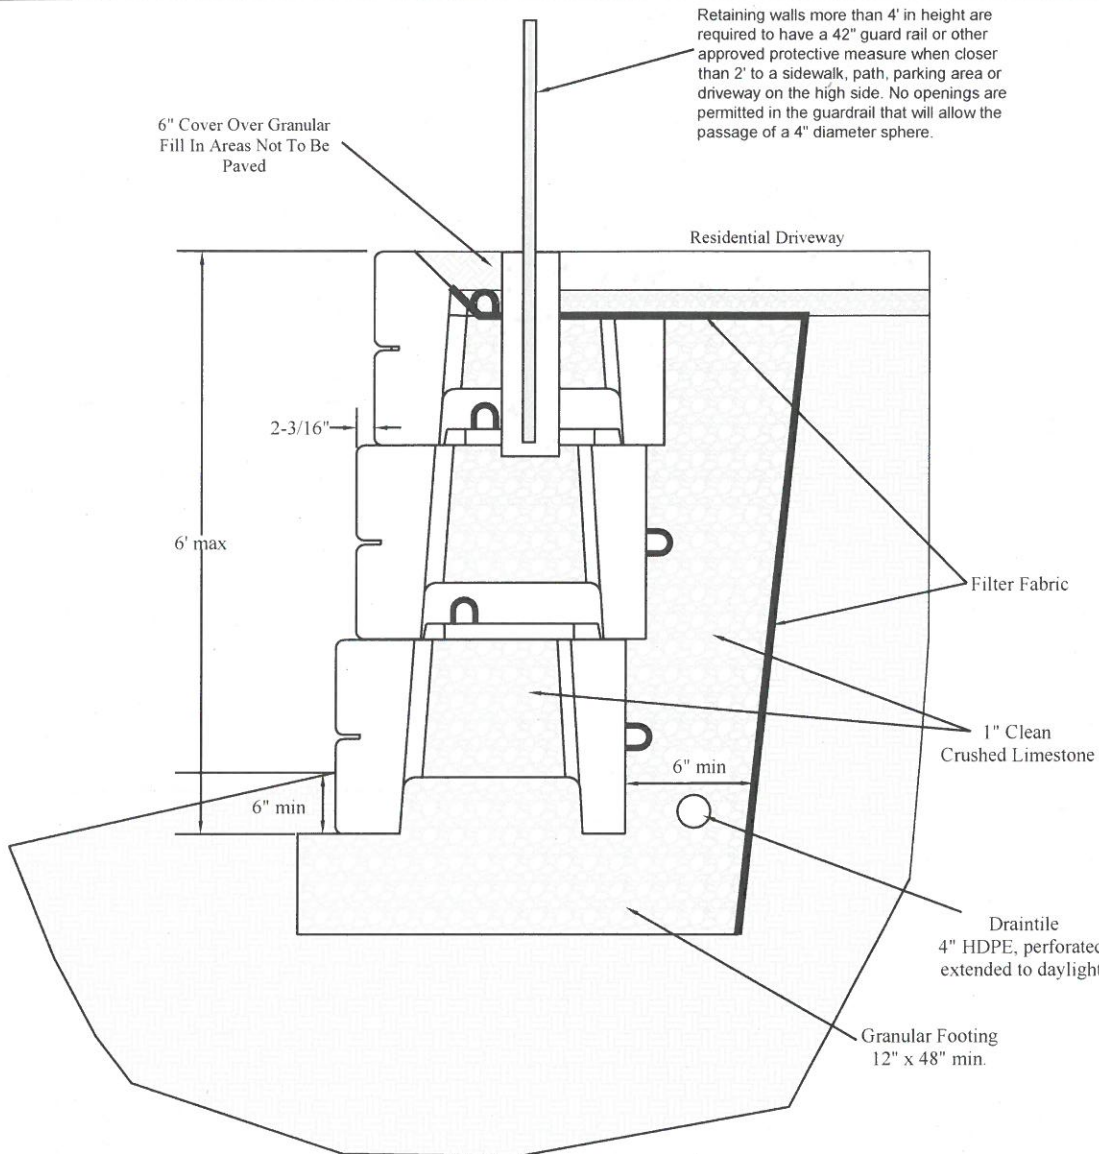 Retaining walls more than 4' in height are
required to have a 42" guard rail or other
approved protective measure when closer
than 2' to a sidewalk, path, parking area or
driveway on the high side. No openings are
permitted in the guardrail that will allow the
passage of a 4" diameter sphere.
6" Cover Over Granular
Fill In Areas Not To Be
Paved
Residential Driveway
2-3/16"
6' max
Filter Fabric
1" Clean
Crushed Limestone
6" min
6" min
Draintile
4" HDPE, perforated
extended to daylight
Granular Footing
12" x 48" min.